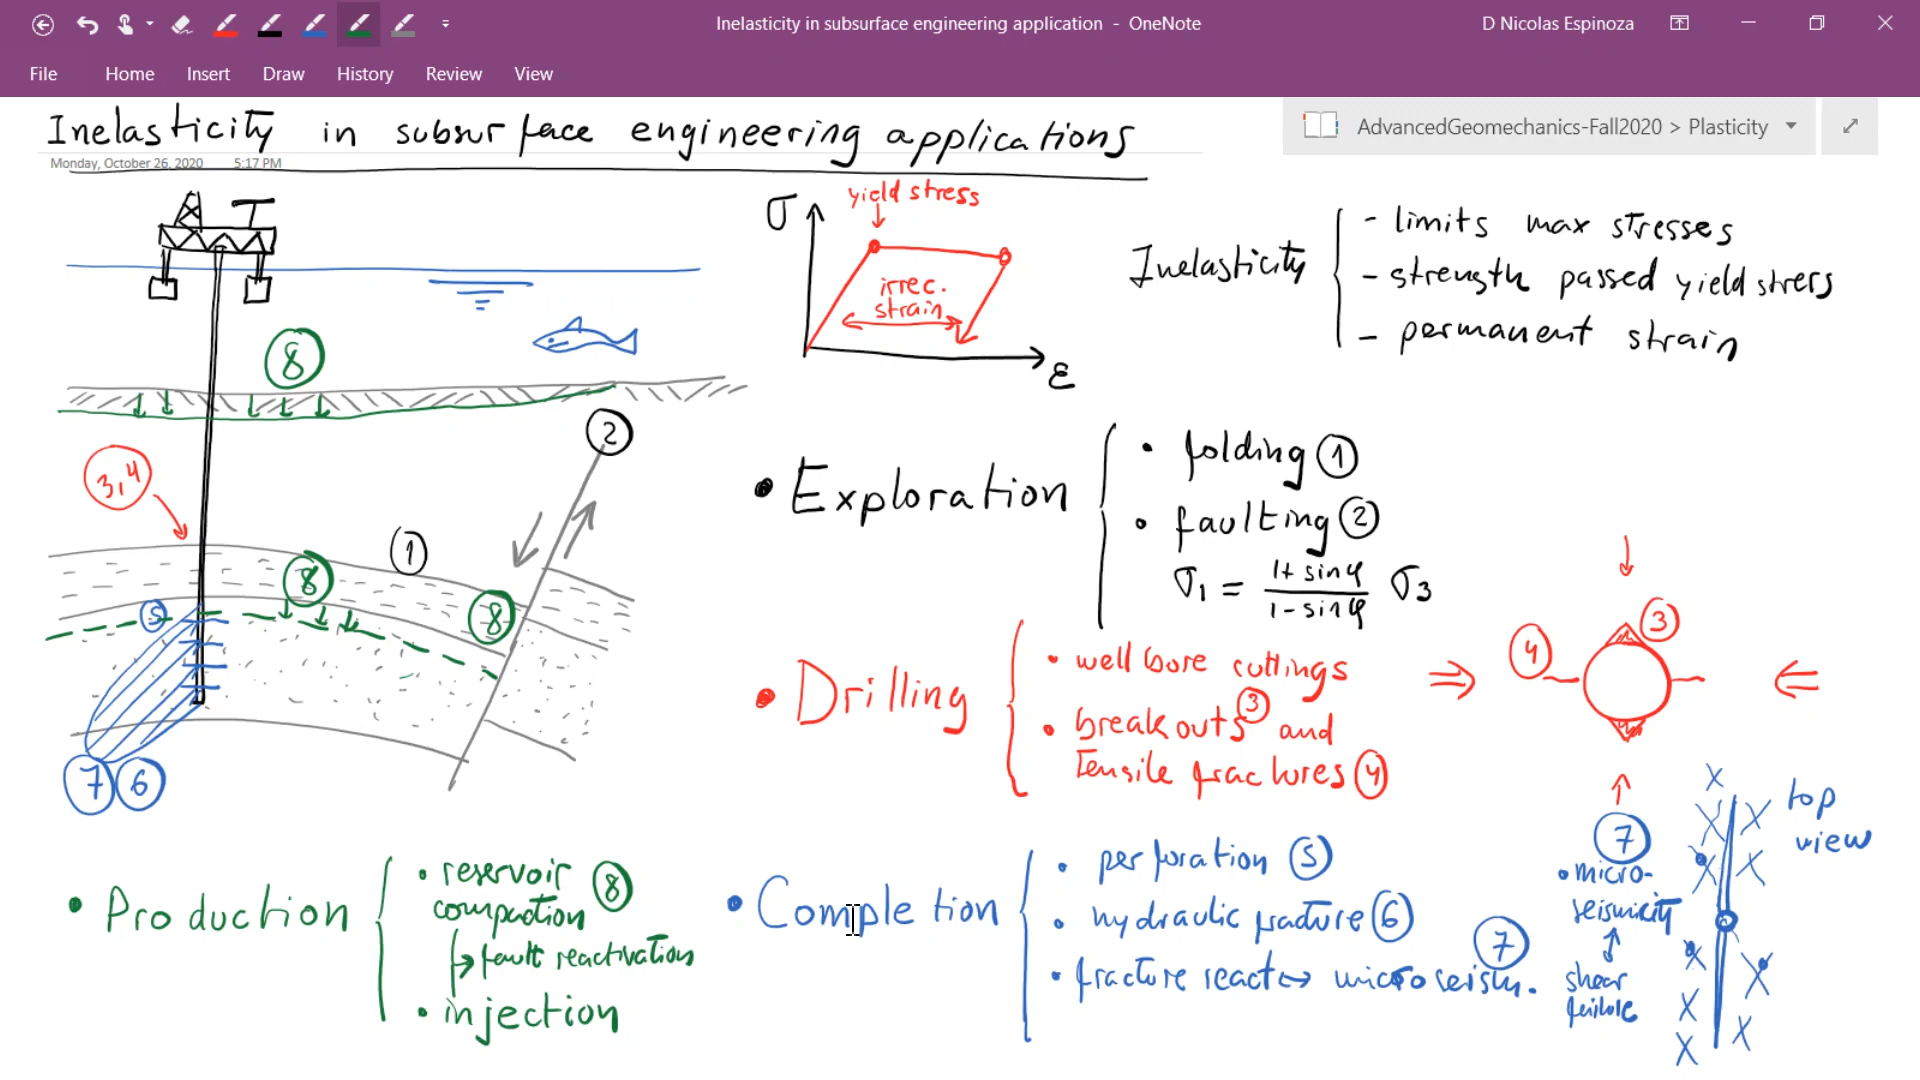 Inelasticity in subsurface engineering application - OneNote
D Nicolas Espinoza
File Home Insert Draw History Review View
Inelasticity in subsurface engineering applications
Monday, October 26, 2020 5:17 PM
AdvancedGeomechanics-Fall2020 > Plasticity
σ
yield stress
irrec.
strain
ε
Inelasticity
- limits max stresses
- strength passed yield stress
- permanent strain
8
2
3,4
1
8
8
5
7 6
• Exploration
• folding 1
• faulting 2
σ1 = 1+sinφ / 1-sinφ σ3
• Drilling
• well bore cuttings
• breakouts 3 and
tensile fractures 4
3
4
• Production
• reservoir 8
compaction
↳ fault reactivation
• injection
• Completion
• perforation 5
• hydraulic fracture 6
• fracture react ↔ microseism. 7
7
• micro-
seismicity
↕
shear
failure
top
view